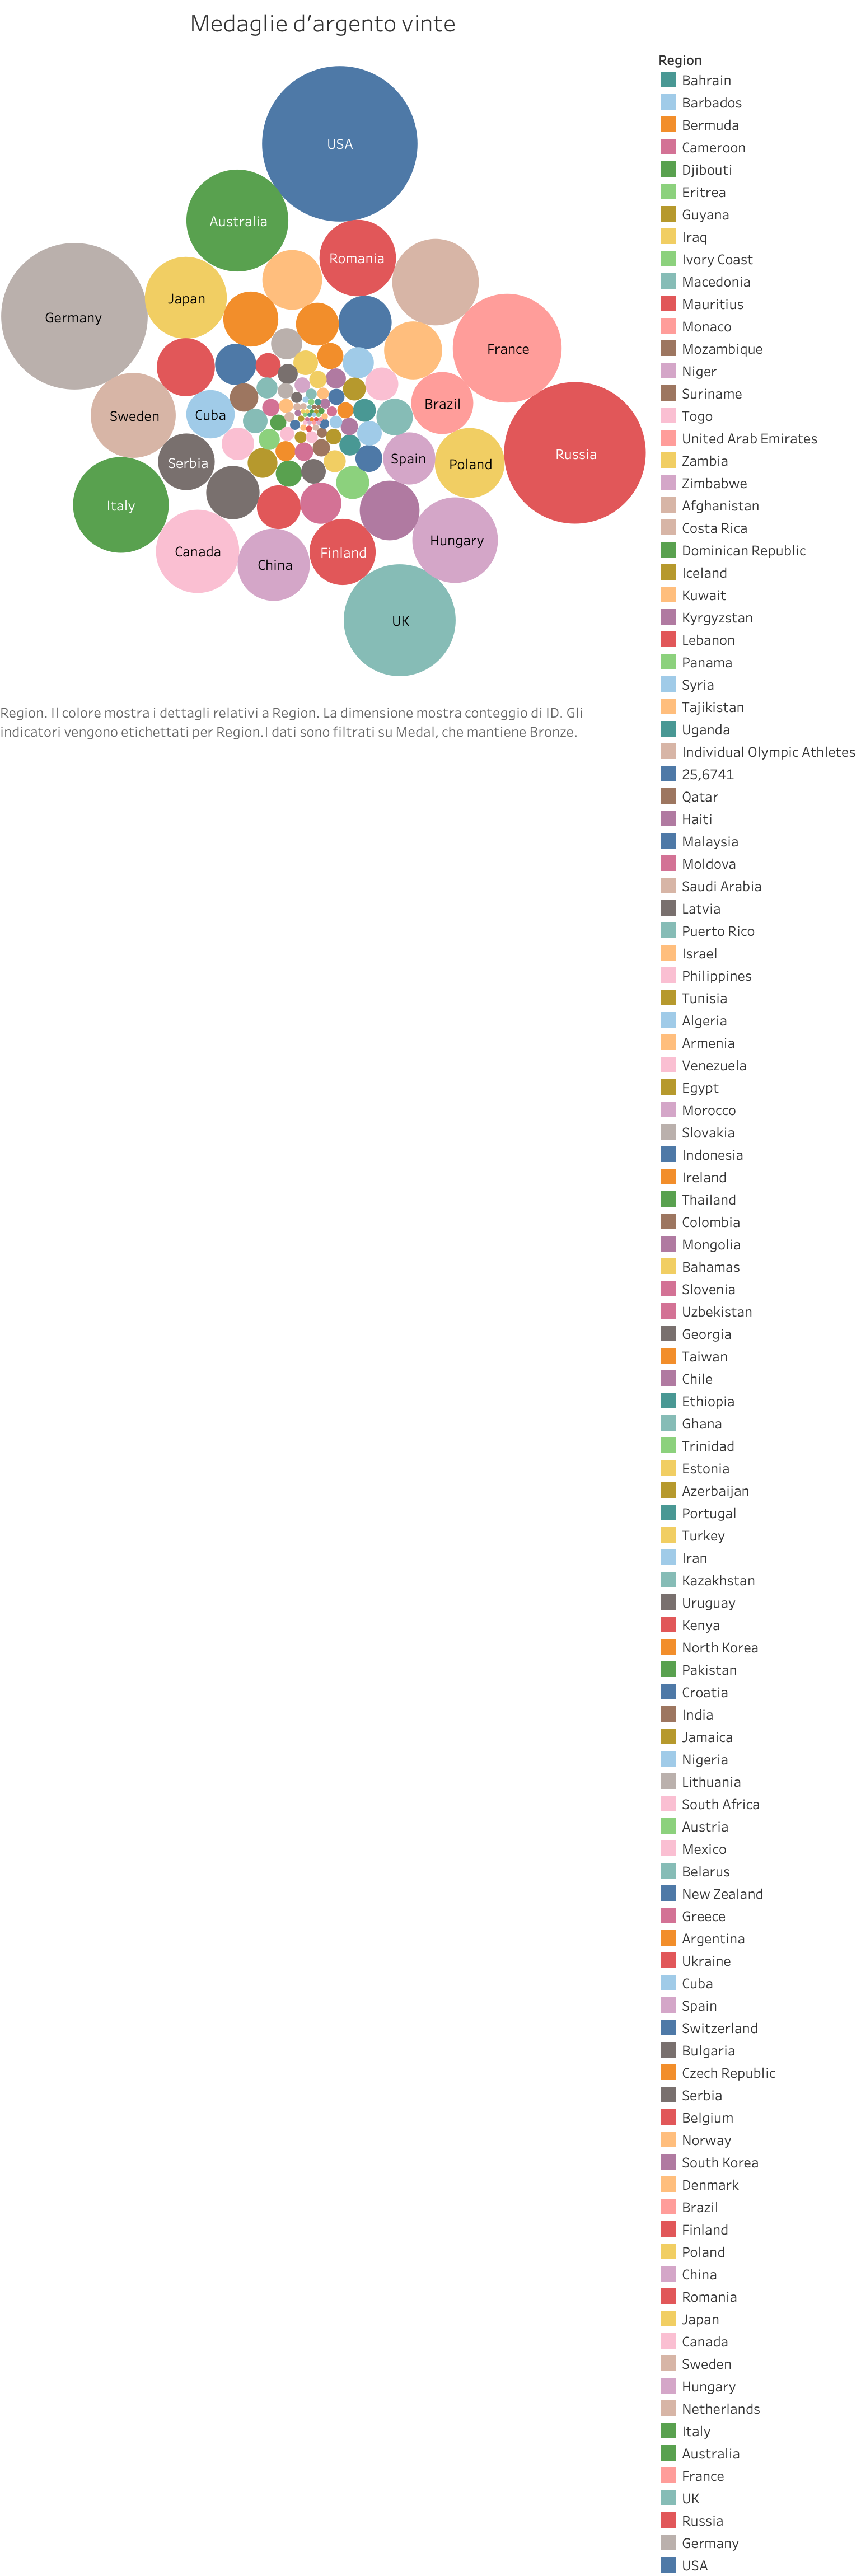 Medaglie d'argento vinte
USA
Australia
Romania
Japan
Germany
France
Brazil
Sweden
Cuba
Russia
Serbia
Spain
Poland
Italy
Canada
China
Finland
Hungary
UK
Region. Il colore mostra i dettagli relativi a Region. La dimensione mostra conteggio di ID. Gli
indicatori vengono etichettati per Region.I dati sono filtrati su Medal, che mantiene Bronze.
Region
Bahrain
Barbados
Bermuda
Cameroon
Djibouti
Eritrea
Guyana
Iraq
Ivory Coast
Macedonia
Mauritius
Monaco
Mozambique
Niger
Suriname
Togo
United Arab Emirates
Zambia
Zimbabwe
Afghanistan
Costa Rica
Dominican Republic
Iceland
Kuwait
Kyrgyzstan
Lebanon
Panama
Syria
Tajikistan
Uganda
Individual Olympic Athletes
25,6741
Qatar
Haiti
Malaysia
Moldova
Saudi Arabia
Latvia
Puerto Rico
Israel
Philippines
Tunisia
Algeria
Armenia
Venezuela
Egypt
Morocco
Slovakia
Indonesia
Ireland
Thailand
Colombia
Mongolia
Bahamas
Slovenia
Uzbekistan
Georgia
Taiwan
Chile
Ethiopia
Ghana
Trinidad
Estonia
Azerbaijan
Portugal
Turkey
Iran
Kazakhstan
Uruguay
Kenya
North Korea
Pakistan
Croatia
India
Jamaica
Nigeria
Lithuania
South Africa
Austria
Mexico
Belarus
New Zealand
Greece
Argentina
Ukraine
Cuba
Spain
Switzerland
Bulgaria
Czech Republic
Serbia
Belgium
Norway
South Korea
Denmark
Brazil
Finland
Poland
China
Romania
Japan
Canada
Sweden
Hungary
Netherlands
Italy
Australia
France
UK
Russia
Germany
USA